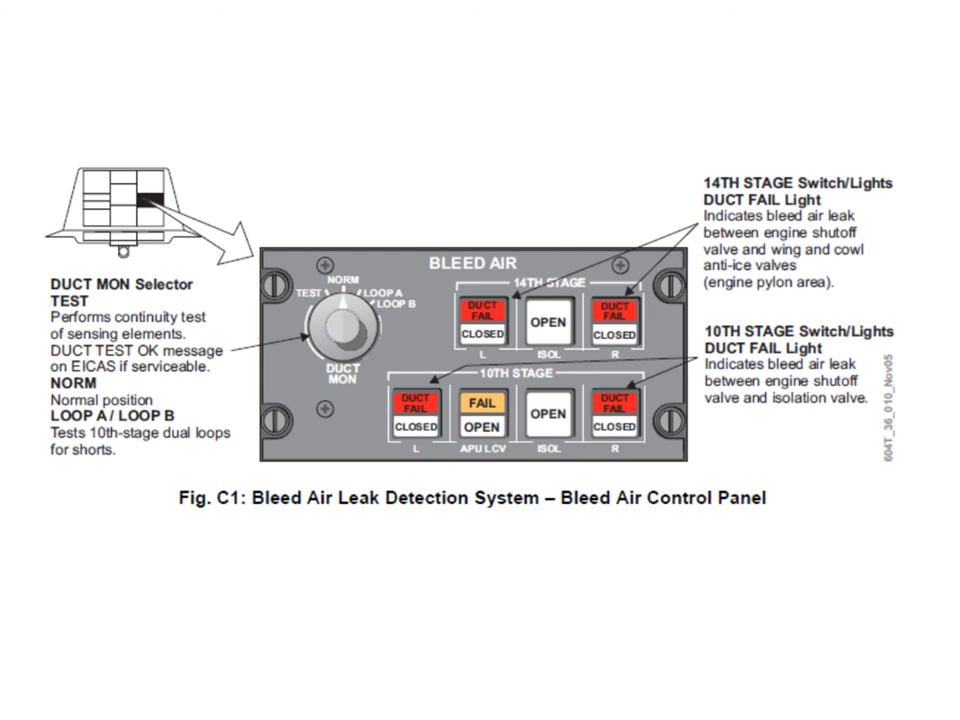 DUCT MON Selector
TEST
Performs continuity test
of sensing elements.
DUCT TEST OK message
on EICAS if serviceable.
NORM
Normal position
LOOP A / LOOP B
Tests 10th-stage dual loops
for shorts.
BLEED AIR
NORM
TEST
LOOP A
LOOP B
DUCT
MON
14TH STAGE
DUCT
FAIL
CLOSED
OPEN
DUCT
FAIL
CLOSED
L ISOL R
10TH STAGE
DUCT
FAIL
CLOSED
FAIL
OPEN
OPEN
DUCT
FAIL
CLOSED
L APU LCV ISOL R
14TH STAGE Switch/Lights
DUCT FAIL Light
Indicates bleed air leak
between engine shutoff
valve and wing and cowl
anti-ice valves
(engine pylon area).
10TH STAGE Switch/Lights
DUCT FAIL Light
Indicates bleed air leak
between engine shutoff
valve and isolation valve.
604T_36_010_Nov05
Fig. C1: Bleed Air Leak Detection System – Bleed Air Control Panel